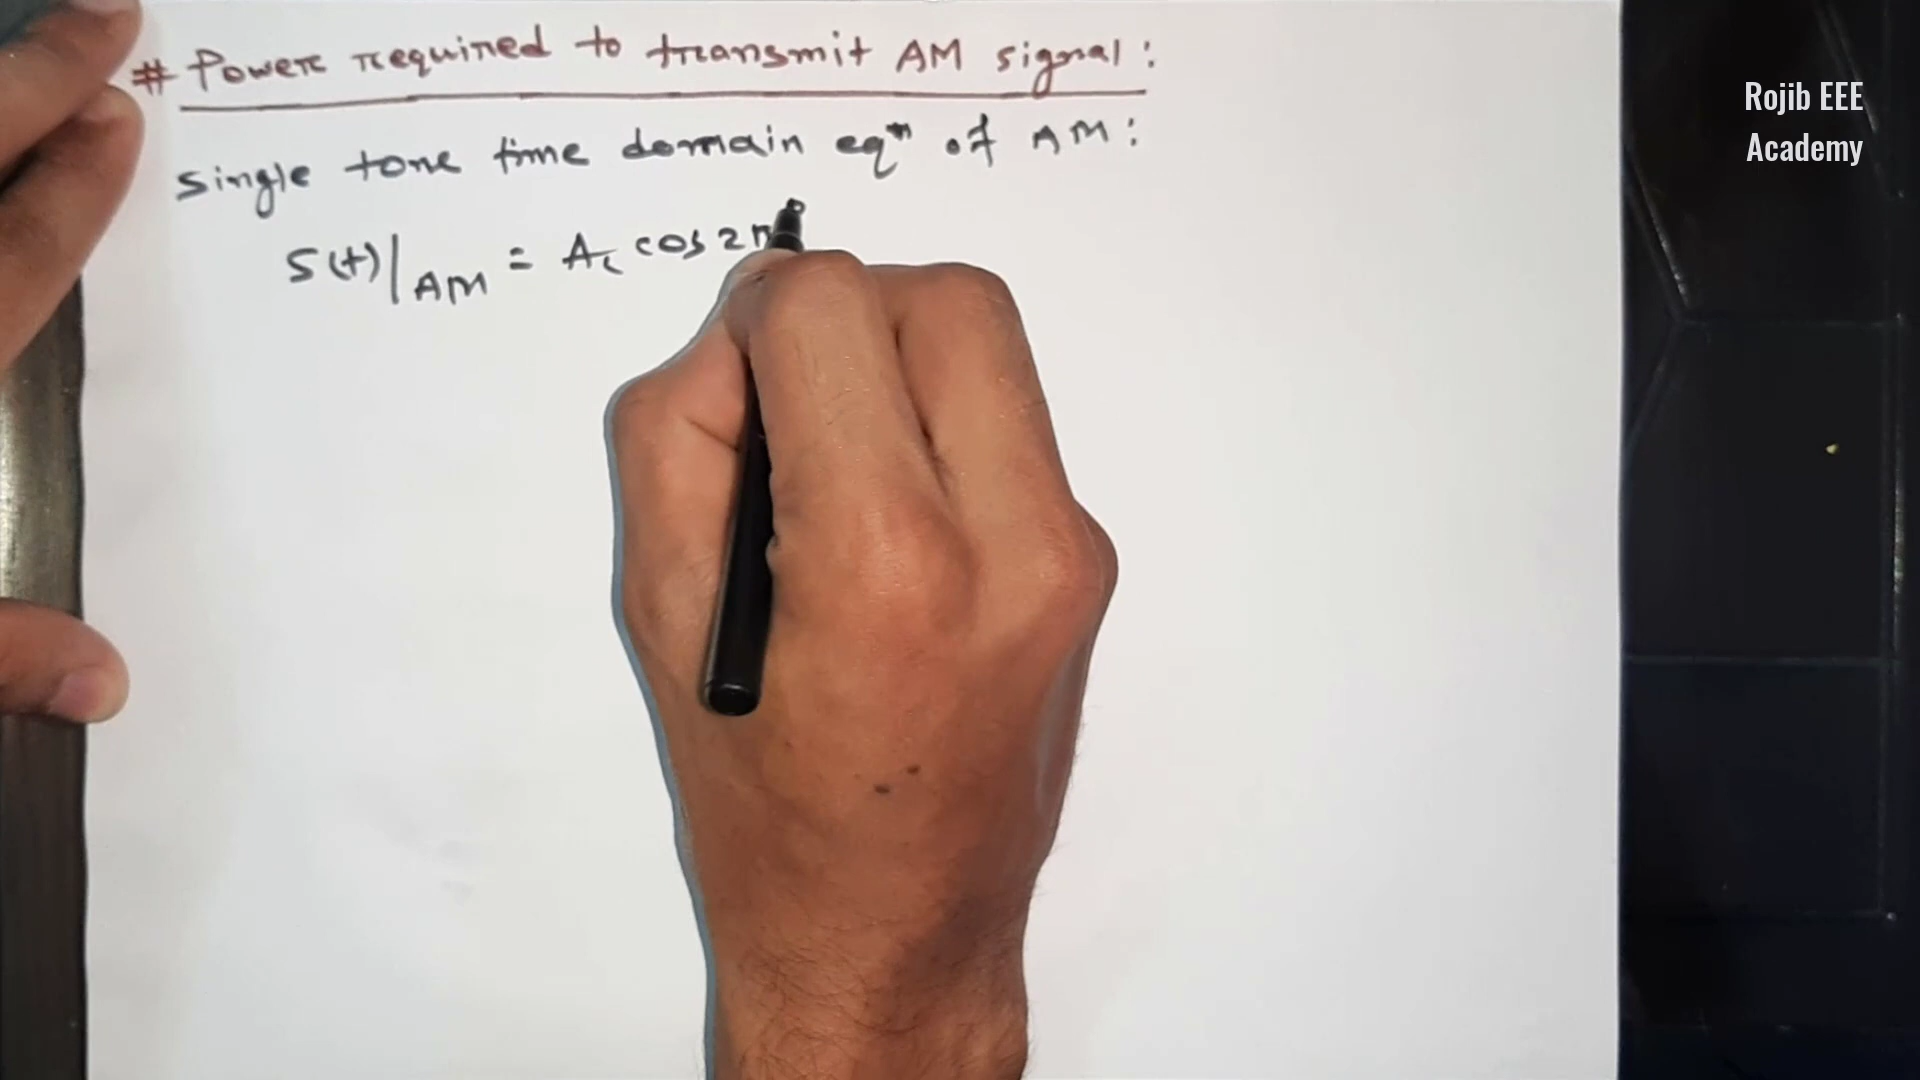 # Power required to transmit AM signal :
Single tone time domain eqⁿ of AM :
S(t)|AM = Ac cos 2π
Rojib EEE
Academy